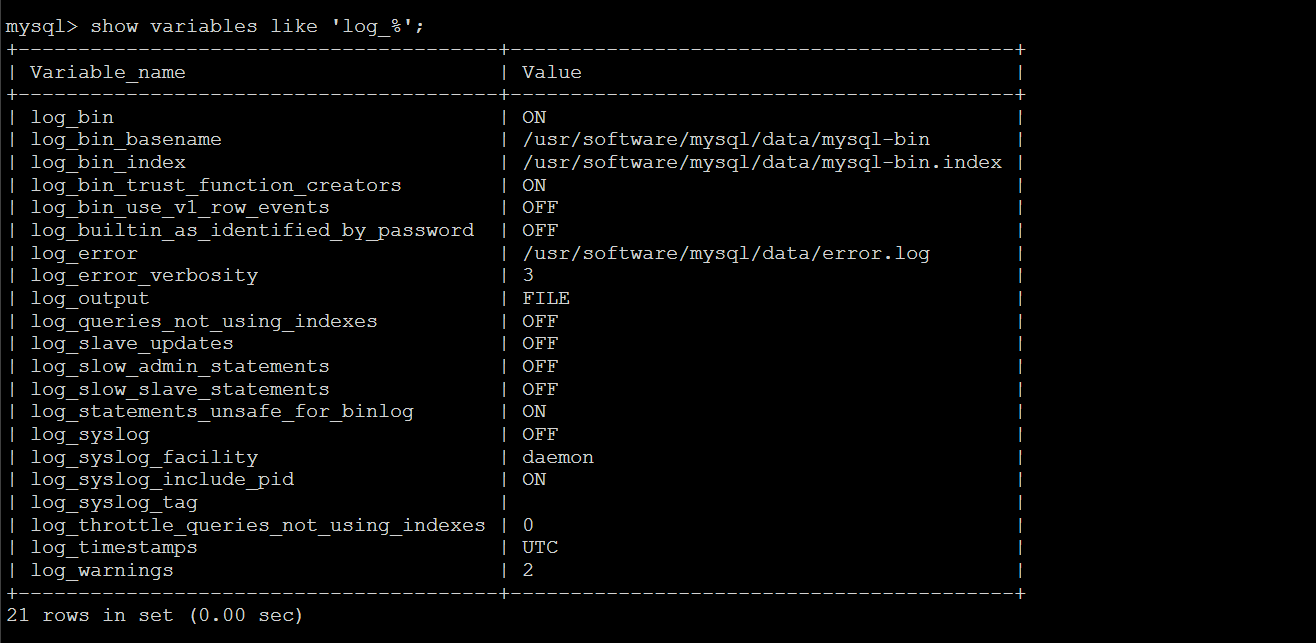 mysql> show variables like 'log_%';
+----------------------------------------+------------------------------------------+
| Variable_name                          | Value                                    |
+----------------------------------------+------------------------------------------+
| log_bin                                | ON                                       |
| log_bin_basename                       | /usr/software/mysql/data/mysql-bin       |
| log_bin_index                          | /usr/software/mysql/data/mysql-bin.index |
| log_bin_trust_function_creators        | ON                                       |
| log_bin_use_v1_row_events              | OFF                                      |
| log_builtin_as_identified_by_password  | OFF                                      |
| log_error                              | /usr/software/mysql/data/error.log       |
| log_error_verbosity                    | 3                                        |
| log_output                             | FILE                                     |
| log_queries_not_using_indexes          | OFF                                      |
| log_slave_updates                      | OFF                                      |
| log_slow_admin_statements              | OFF                                      |
| log_slow_slave_statements              | OFF                                      |
| log_statements_unsafe_for_binlog       | ON                                       |
| log_syslog                             | OFF                                      |
| log_syslog_facility                    | daemon                                   |
| log_syslog_include_pid                 | ON                                       |
| log_syslog_tag                         |                                          |
| log_throttle_queries_not_using_indexes | 0                                        |
| log_timestamps                         | UTC                                      |
| log_warnings                           | 2                                        |
+----------------------------------------+------------------------------------------+
21 rows in set (0.00 sec)